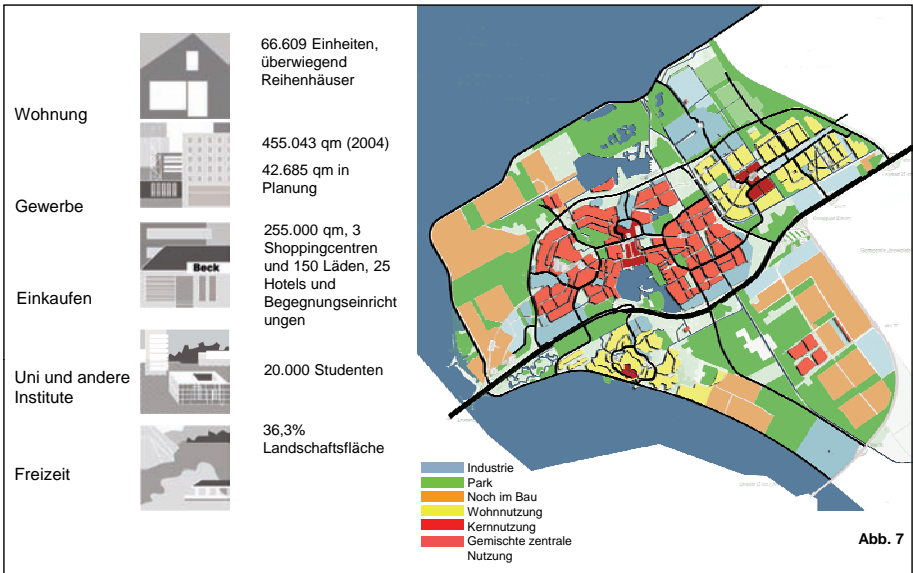 Wohnung
66.609 Einheiten,
überwiegend
Reihenhäuser
Gewerbe
455.043 qm (2004)
42.685 qm in
Planung
Einkaufen
Beck
255.000 qm, 3
Shoppingcentren
und 150 Läden, 25
Hotels und
Begegnungseinricht
ungen
Uni und andere
Institute
20.000 Studenten
Freizeit
36,3%
Landschaftsfläche
Industrie
Park
Noch im Bau
Wohnnutzung
Kernnutzung
Gemischte zentrale
Nutzung
Abb. 7